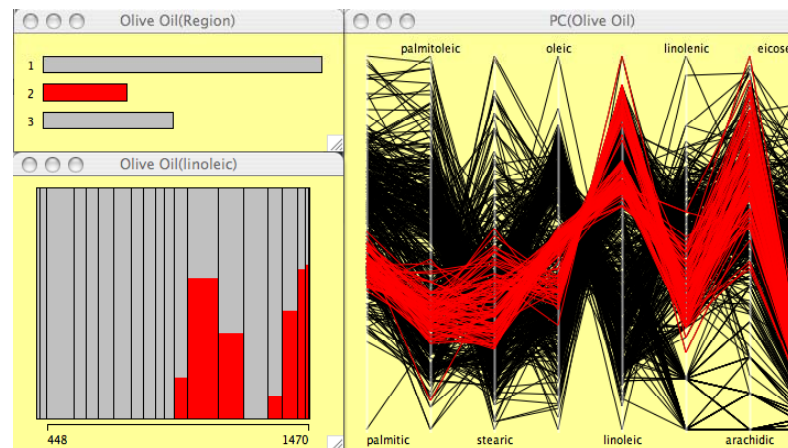 Olive Oil(Region)
1
2
3
Olive Oil(linoleic)
448 1470
PC(Olive Oil)
palmitoleic oleic linolenic
palmitic stearic linoleic arachidic